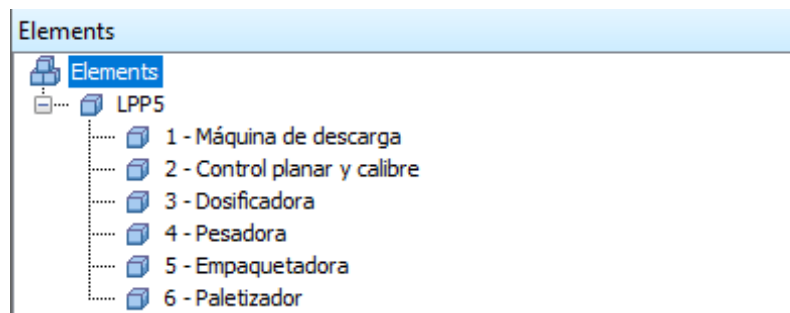 Elements
Elements
LPP5
1 - Máquina de descarga
2 - Control planar y calibre
3 - Dosificadora
4 - Pesadora
5 - Empaquetadora
6 - Paletizador